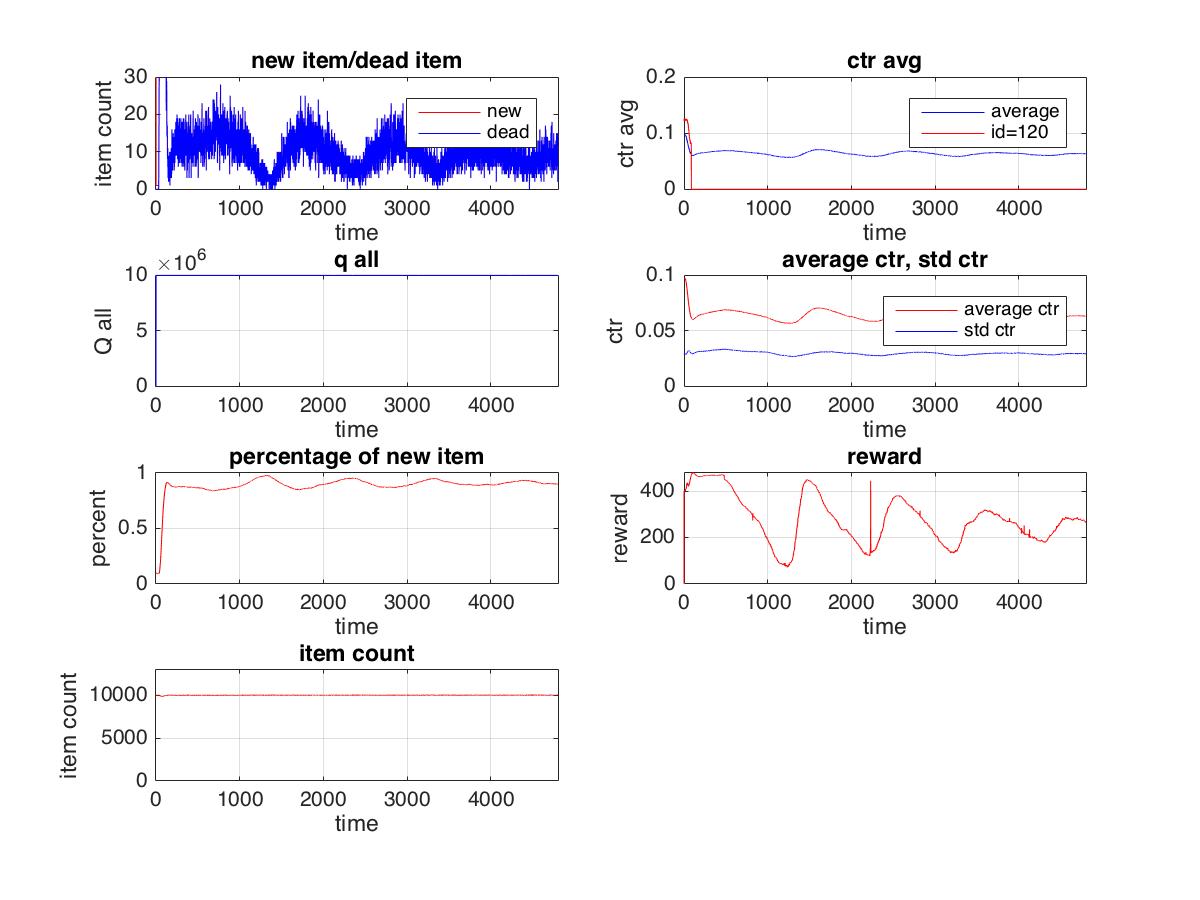 new item/dead item
30
20
10
0
item count
new
dead
0 1000 2000 3000 4000
time
ctr avg
0.2
0.1
0
ctr avg
average
id=120
0 1000 2000 3000 4000
time
q all
×10^6
10
5
0
Q all
0 1000 2000 3000 4000
time
average ctr, std ctr
0.1
0.05
0
ctr
average ctr
std ctr
0 1000 2000 3000 4000
time
percentage of new item
1
0.5
0
percent
0 1000 2000 3000 4000
time
reward
400
200
0
reward
0 1000 2000 3000 4000
time
item count
10000
5000
0
item count
0 1000 2000 3000 4000
time